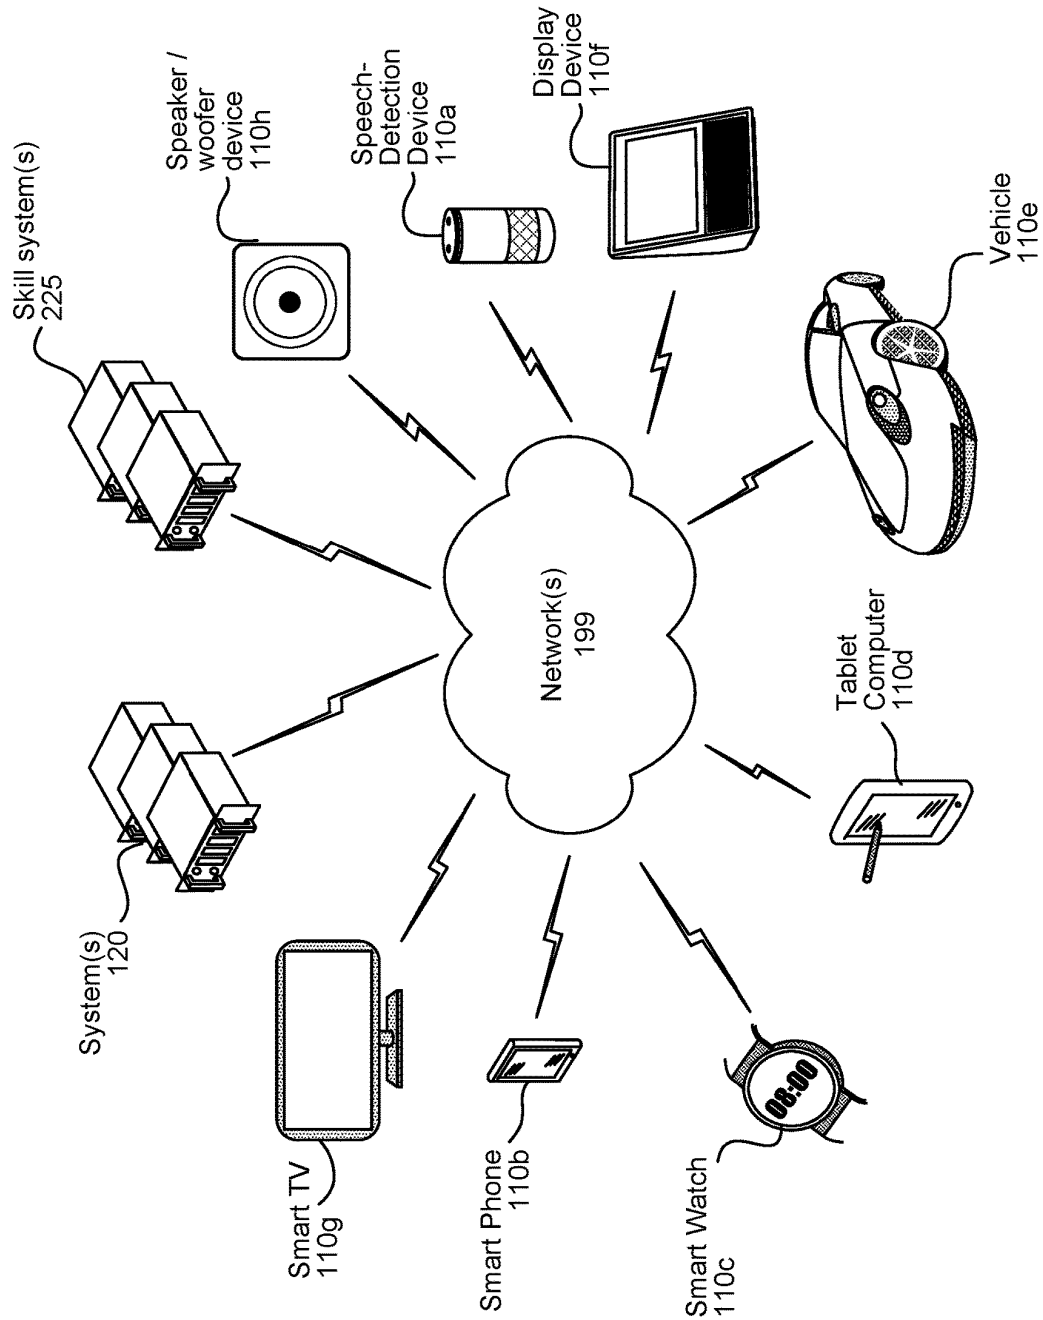 System(s)
120
Skill system(s)
225
Smart TV
110g
Speaker /
woofer
device
110h
Smart Phone
110b
Network(s)
199
Speech-
Detection
Device
110a
Display
Device
110f
Smart Watch
110c
08:00
Tablet
Computer
110d
Vehicle
110e